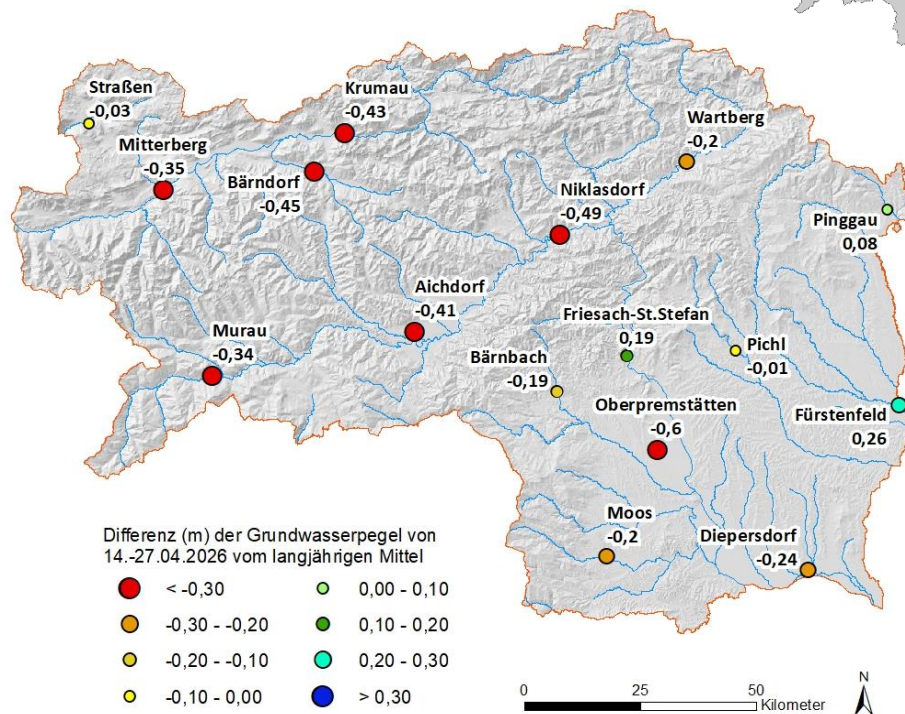 Straßen
-0,03
Krumau
-0,43
Wartberg
-0,2
Mitterberg
-0,35
Bärndorf
-0,45
Niklasdorf
-0,49
Pinggau
0,08
Aichdorf
-0,41
Friesach-St.Stefan
0,19
Murau
-0,34
Bärnbach
-0,19
Pichl
-0,01
Oberpremstätten
-0,6
Fürstenfeld
0,26
Moos
-0,2
Diepersdorf
-0,24
Differenz (m) der Grundwasserpegel von
14.-27.04.2026 vom langjährigen Mittel
< -0,30
-0,30 - -0,20
-0,20 - -0,10
-0,10 - 0,00
0,00 - 0,10
0,10 - 0,20
0,20 - 0,30
> 0,30
0 25 50
Kilometer
N